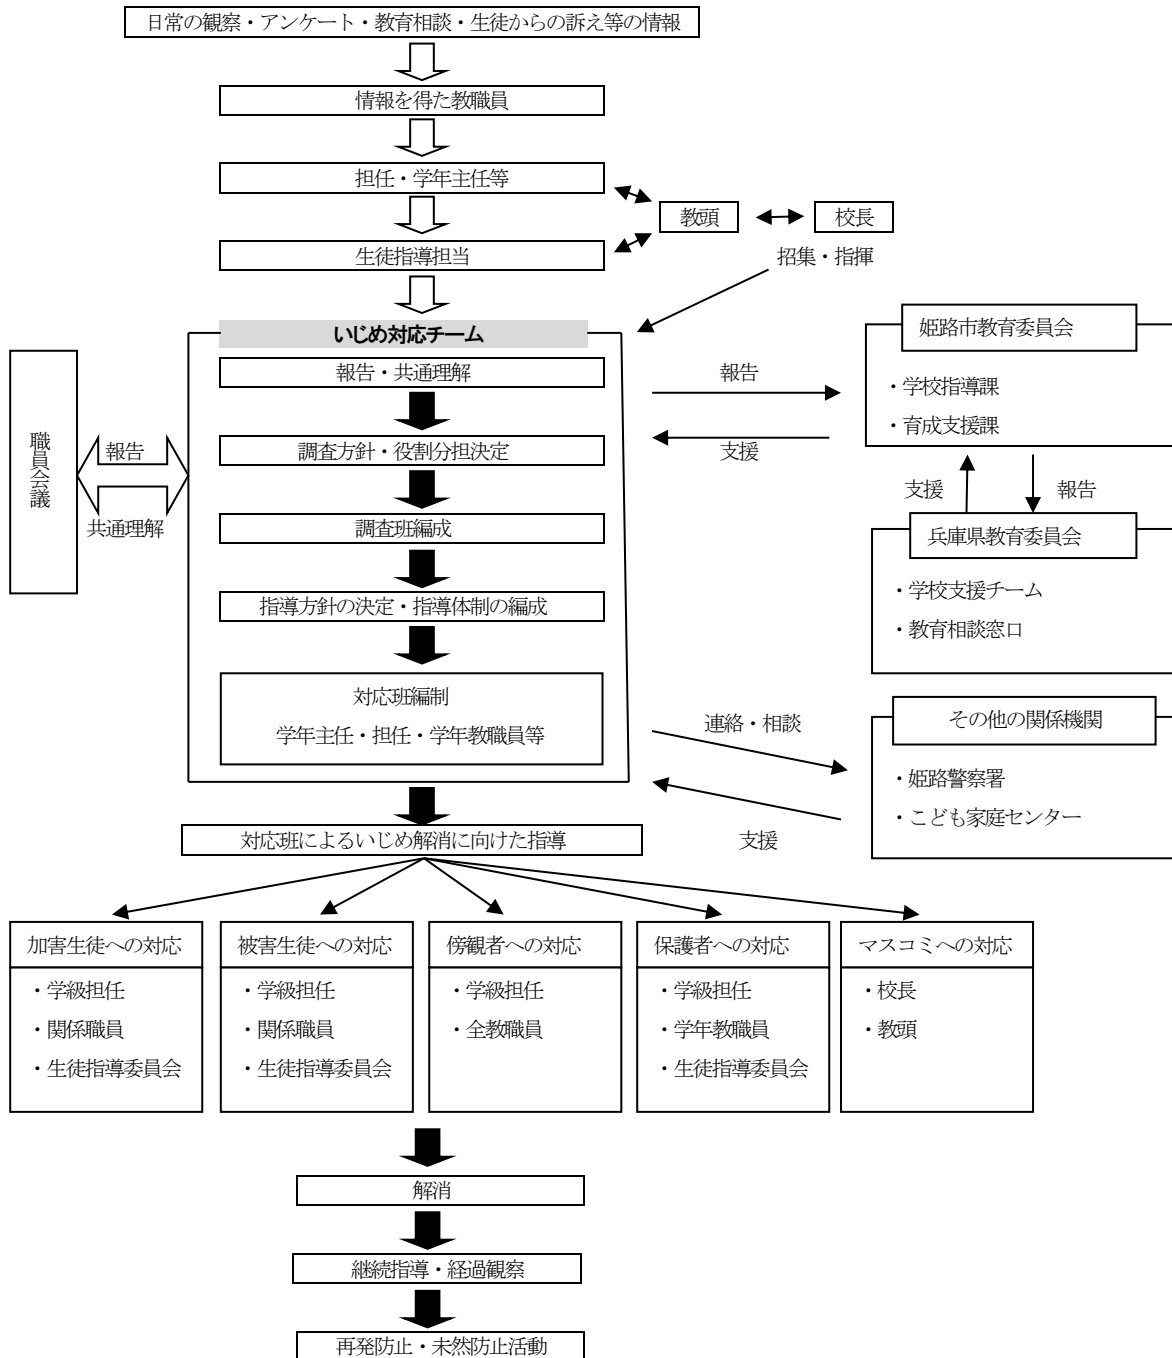 日常の観察・アンケート・教育相談・生徒からの訴え等の情報
情報を得た教職員
担任・学年主任等
教頭
校長
生徒指導担当
招集・指揮
いじめ対応チーム
報告・共通理解
調査方針・役割分担決定
調査班編成
指導方針の決定・指導体制の編成
対応班編制
学年主任・担任・学年教職員等
職員会議
報告
共通理解
報告
支援
姫路市教育委員会
・学校指導課
・育成支援課
支援
報告
兵庫県教育委員会
・学校支援チーム
・教育相談窓口
連絡・相談
支援
その他の関係機関
・姫路警察署
・こども家庭センター
対応班によるいじめ解消に向けた指導
加害生徒への対応
・学級担任
・関係職員
・生徒指導委員会
被害生徒への対応
・学級担任
・関係職員
・生徒指導委員会
傍観者への対応
・学級担任
・全教職員
保護者への対応
・学級担任
・学年教職員
・生徒指導委員会
マスコミへの対応
・校長
・教頭
解消
継続指導・経過観察
再発防止・未然防止活動